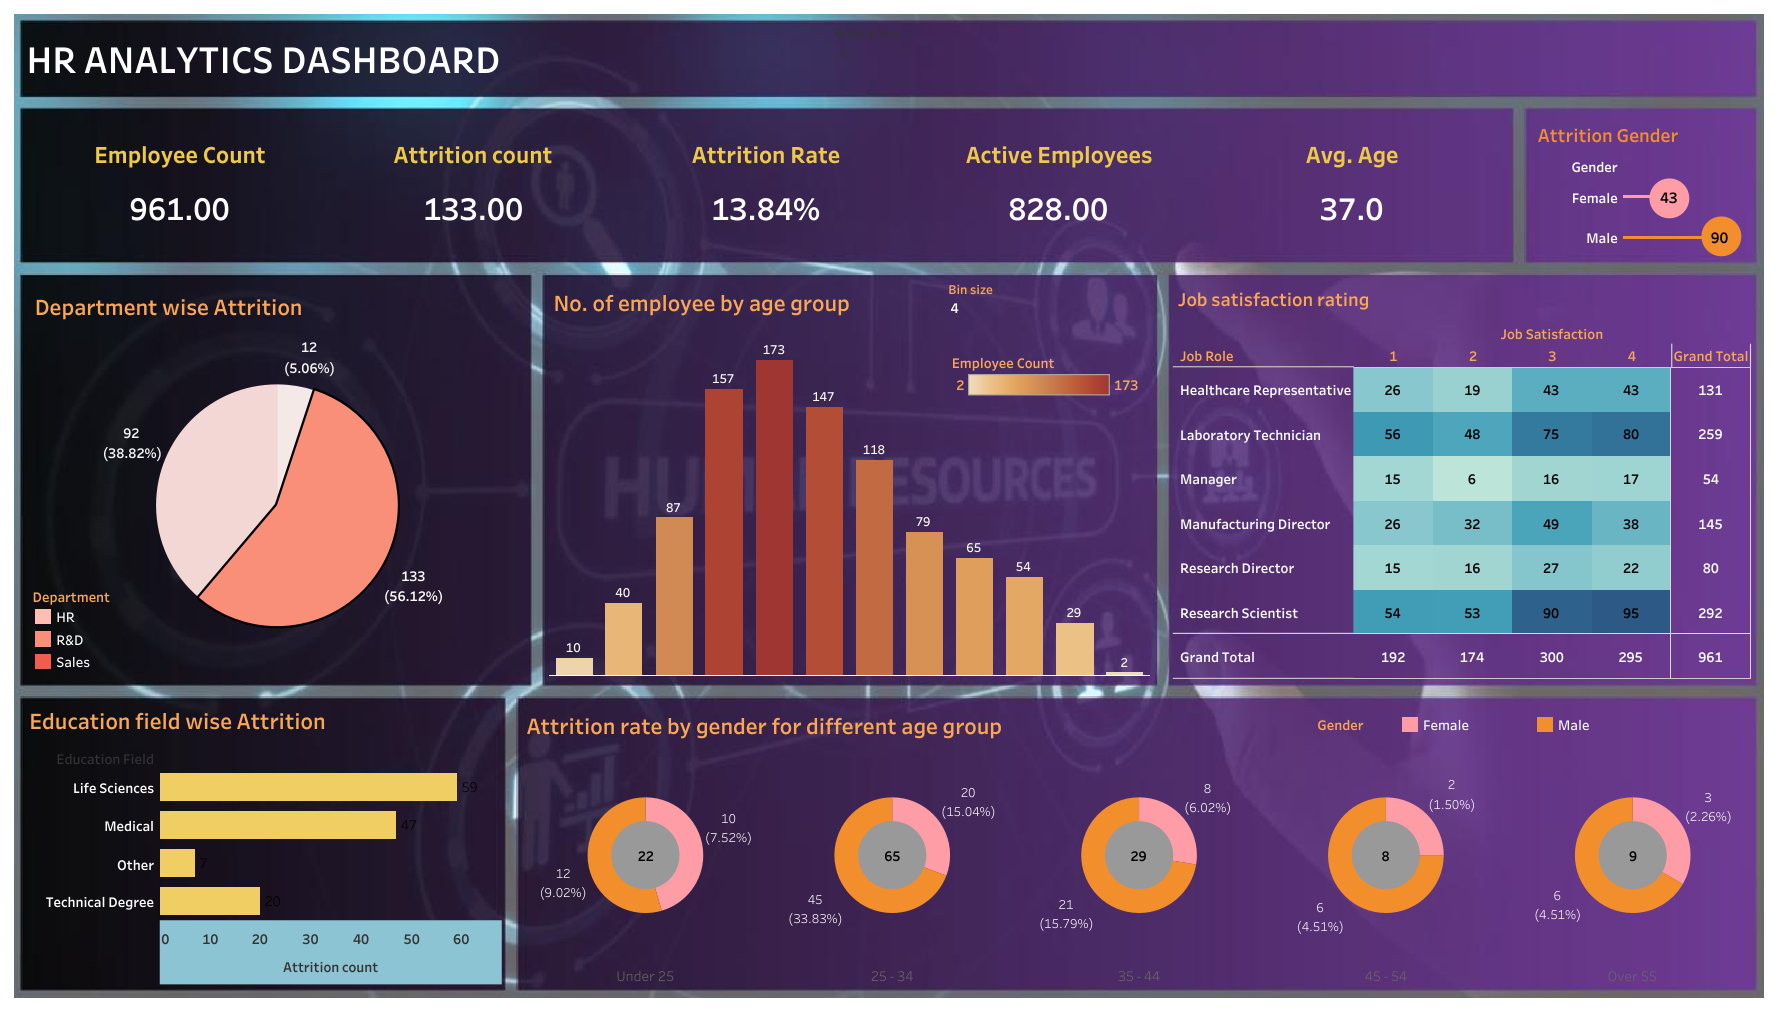 HR ANALYTICS DASHBOARD
Employee Count
961.00
Attrition count
133.00
Attrition Rate
13.84%
Active Employees
828.00
Avg. Age
37.0
Attrition Gender
Gender
Female 43
Male 90
Department wise Attrition
12
(5.06%)
92
(38.82%)
133
(56.12%)
Department
HR
R&D
Sales
No. of employee by age group
Bin size
4
Employee Count
2 173
10 40 87 157 173 147 118 79 65 54 29 2
HUMAN RESOURCES
Job satisfaction rating
Job Satisfaction
Job Role 1 2 3 4 Grand Total
Healthcare Representative 26 19 43 43 131
Laboratory Technician 56 48 75 80 259
Manager 15 6 16 17 54
Manufacturing Director 26 32 49 38 145
Research Director 15 16 27 22 80
Research Scientist 54 53 90 95 292
Grand Total 192 174 300 295 961
Education field wise Attrition
Education Field
Life Sciences 59
Medical 47
Other 7
Technical Degree 20
0 10 20 30 40 50 60
Attrition count
Attrition rate by gender for different age group
Gender Female Male
10
(7.52%)
22
12
(9.02%)
Under 25
20
(15.04%)
65
45
(33.83%)
25 - 34
8
(6.02%)
29
21
(15.79%)
35 - 44
2
(1.50%)
8
6
(4.51%)
45 - 54
3
(2.26%)
9
6
(4.51%)
Over 55